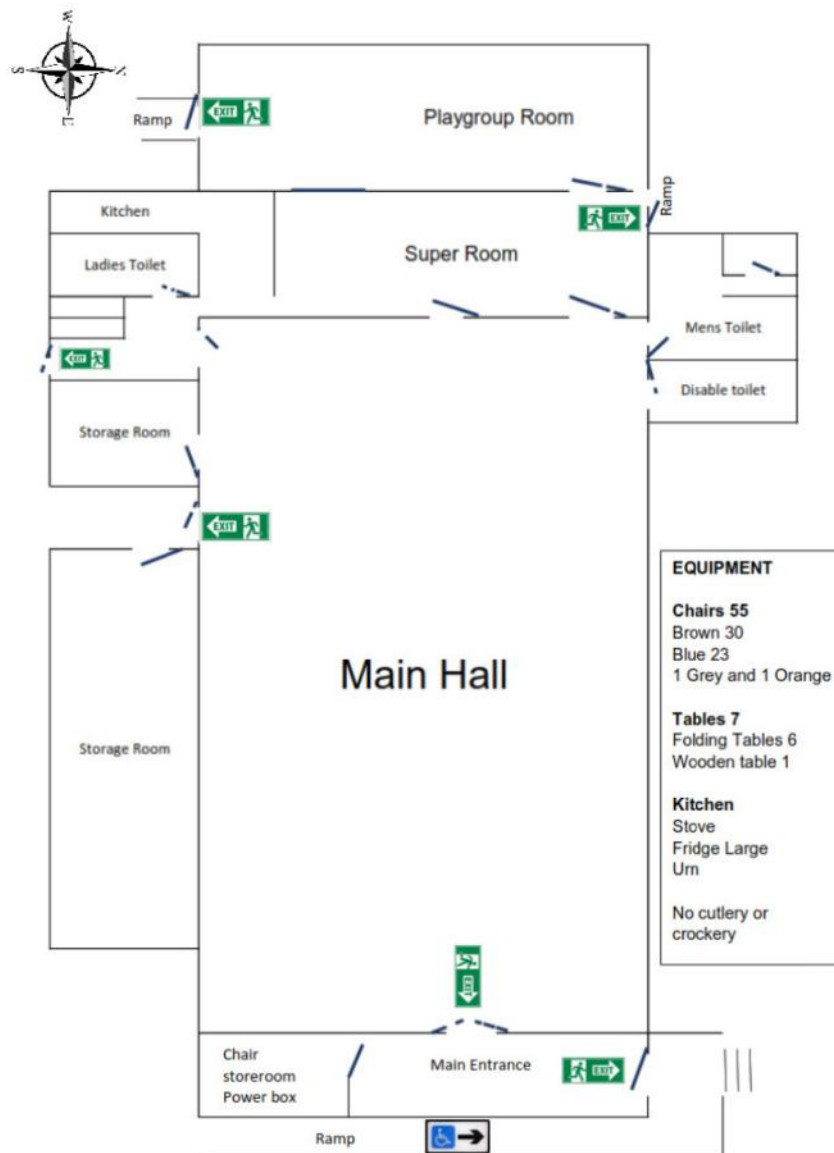 W
S
N
E
EXIT
Ramp
Playgroup Room
Kitchen
EXIT
Ramp
Ladies Toilet
Super Room
Mens Toilet
EXIT
Disable toilet
Storage Room
EXIT
EQUIPMENT
Chairs 55
Brown 30
Blue 23
1 Grey and 1 Orange
Main Hall
Tables 7
Folding Tables 6
Wooden table 1
Storage Room
Kitchen
Stove
Fridge Large
Urn
No cutlery or
crockery
EXIT
Chair
storeroom
Power box
Main Entrance
EXIT
Ramp